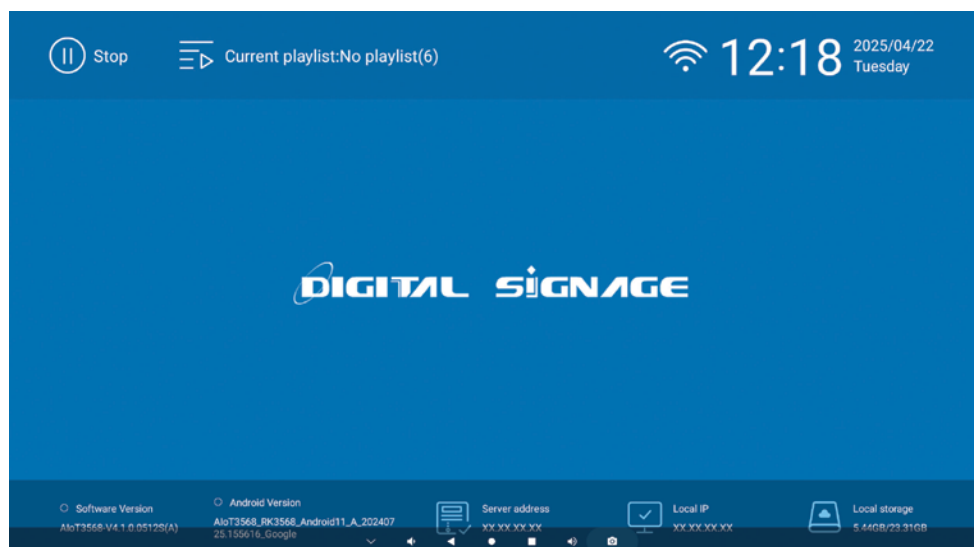 Stop
Current playlist:No playlist(6)
12:18
2025/04/22
Tuesday
DIGITAL SiGNAGE
Software Version
AIoT3568-V4.1.0.0512S(A)
Android Version
AIoT3568_RK3568_Android11_A_202407
25.155616_Google
Server address
XX.XX.XX.XX
Local IP
XX.XX.XX.XX
Local storage
5.44GB/23.31GB